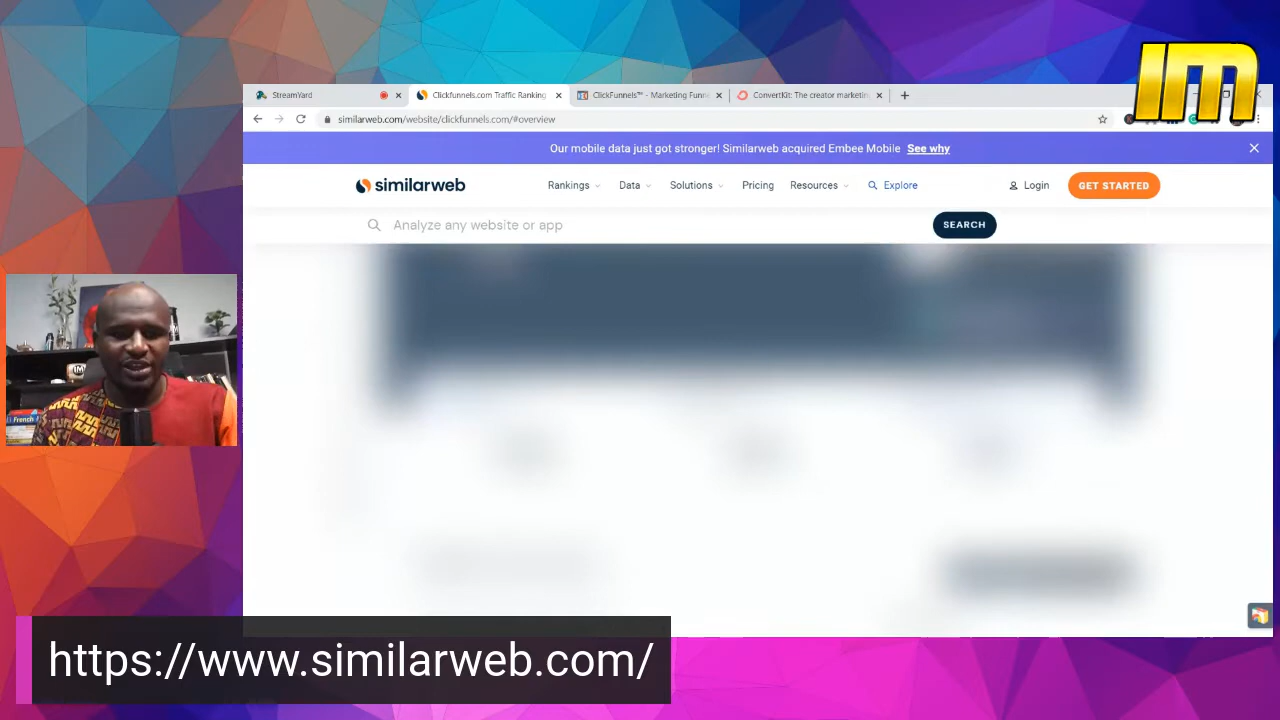 IM
StreamYard
Clickfunnels.com Traffic Ranking
ClickFunnels™ - Marketing Funne
ConvertKit: The creator marketin
similarweb.com/website/clickfunnels.com/#overview
Our mobile data just got stronger! Similarweb acquired Embee Mobile See why
similarweb
Rankings
Data
Solutions
Pricing
Resources
Explore
Login
GET STARTED
Analyze any website or app
SEARCH
French
https://www.similarweb.com/